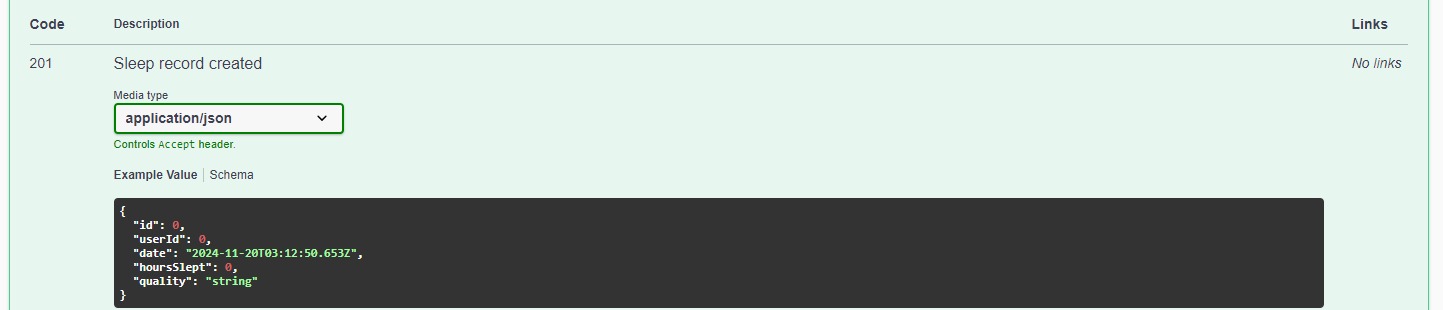 Code Description Links
201 Sleep record created No links
Media type
application/json
Controls Accept header.
Example Value Schema
{
"id": 0,
"userId": 0,
"date": "2024-11-20T03:12:50.653Z",
"hoursSlept": 0,
"quality": "string"
}